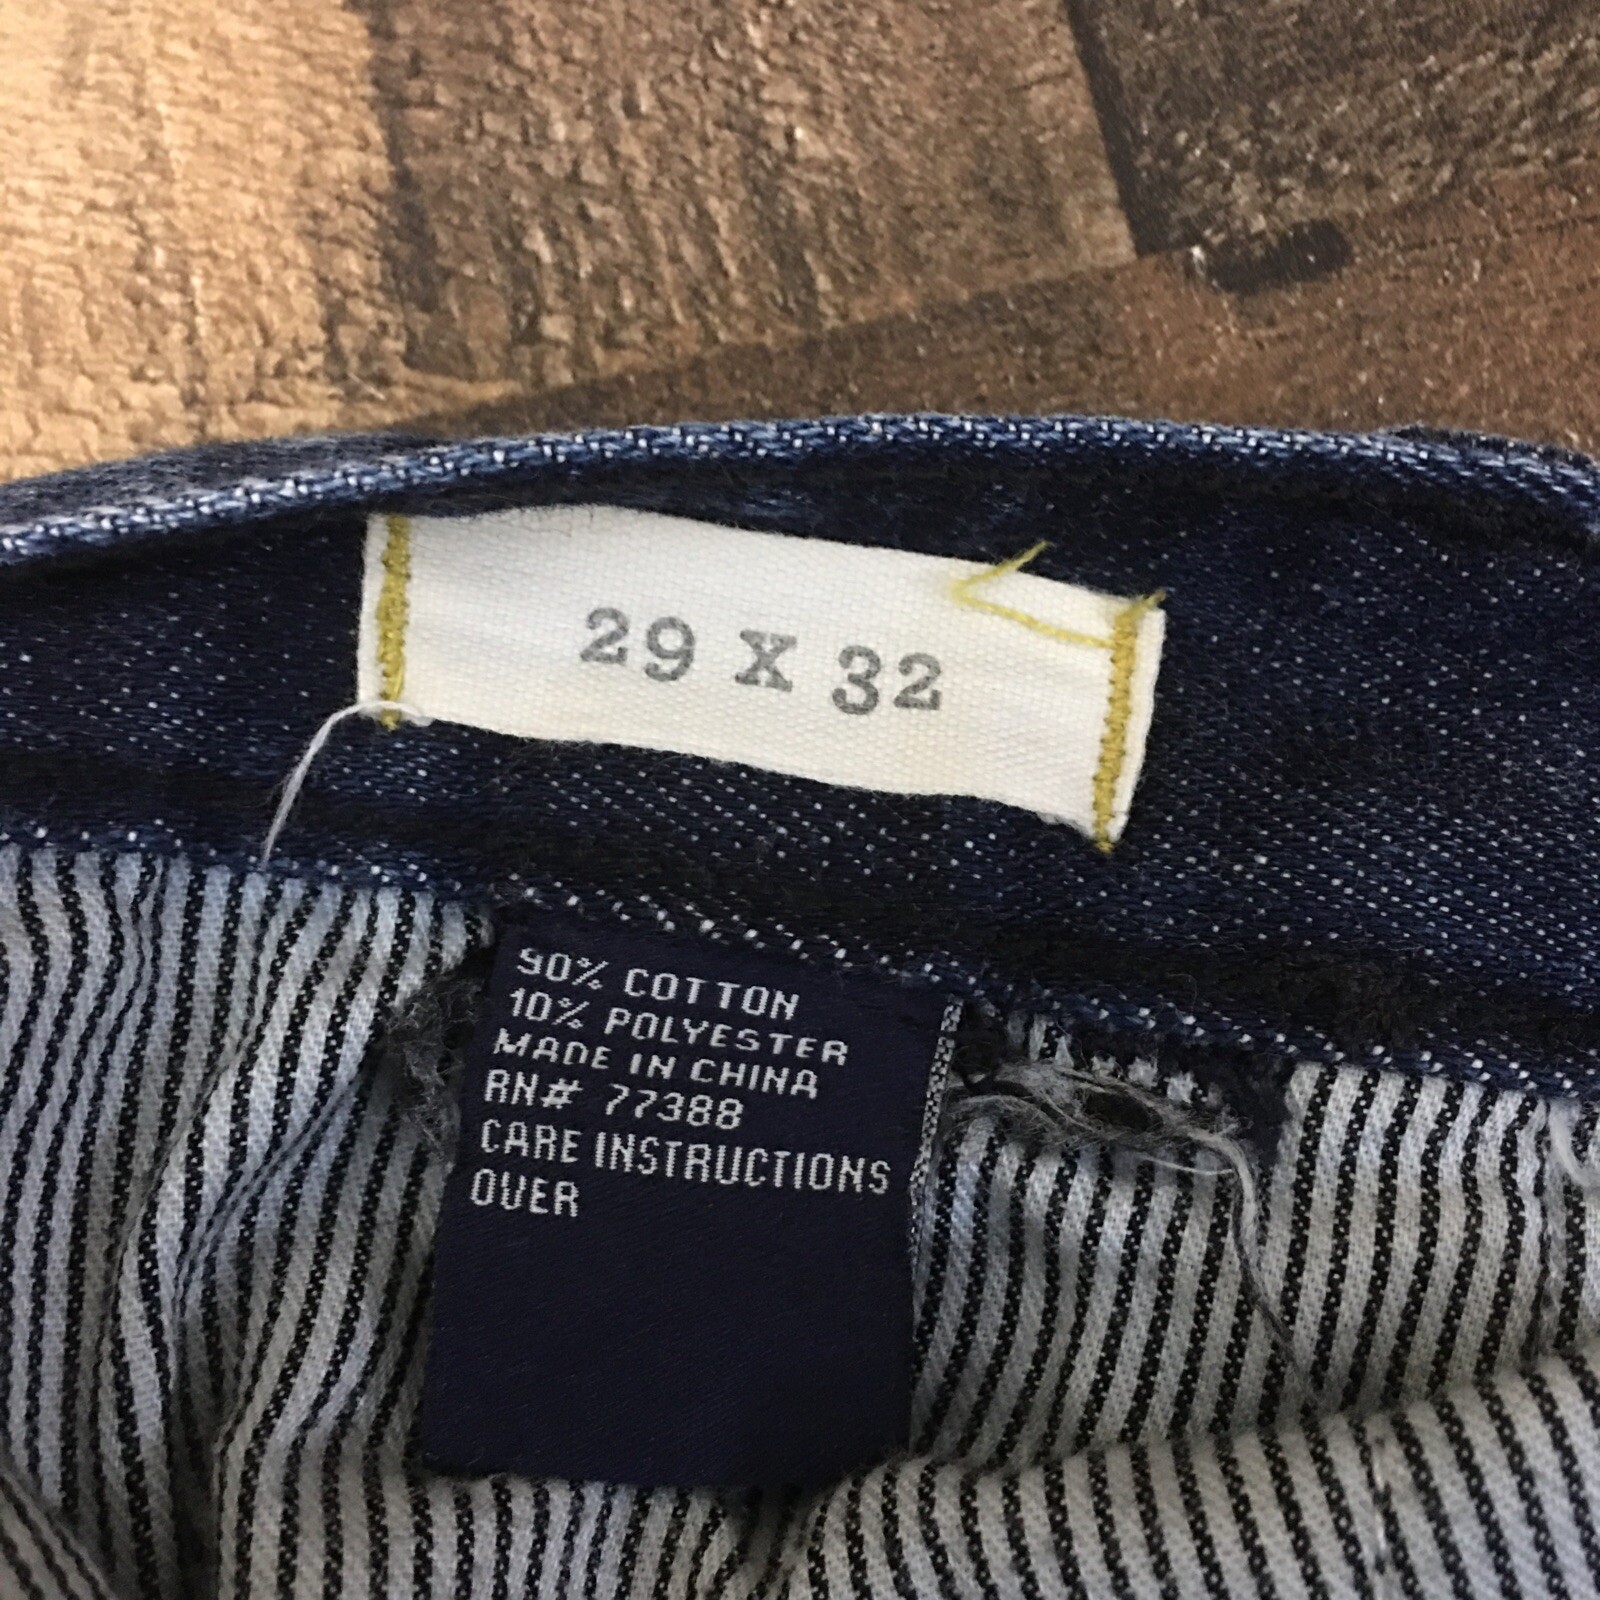 29 X 32
90% COTTON
10% POLYESTER
MADE IN CHINA
RN# 77388
CARE INSTRUCTIONS
OVER